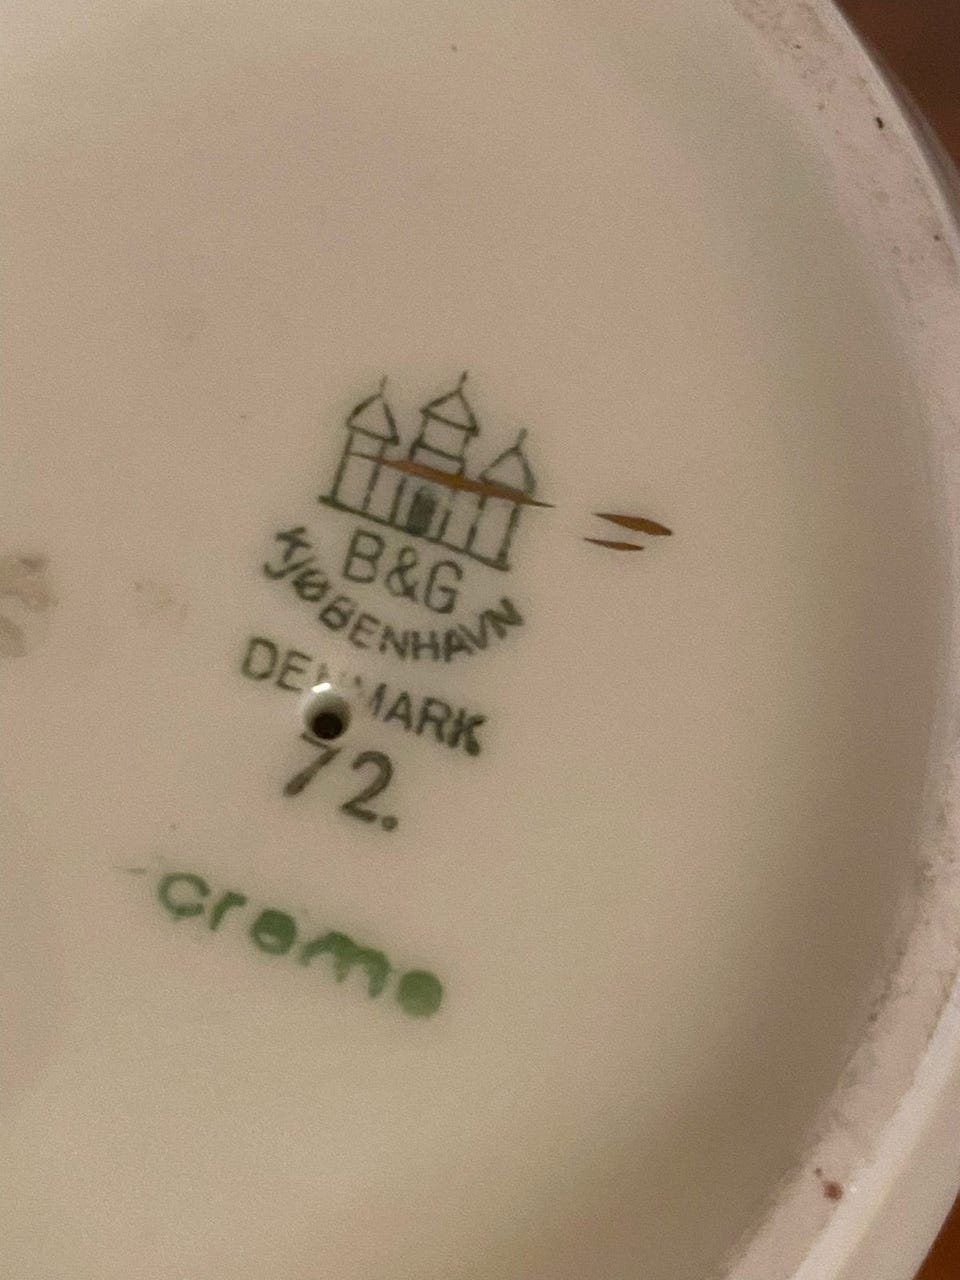 B&G
KJØBENHAVN
DENMARK
72.
creme